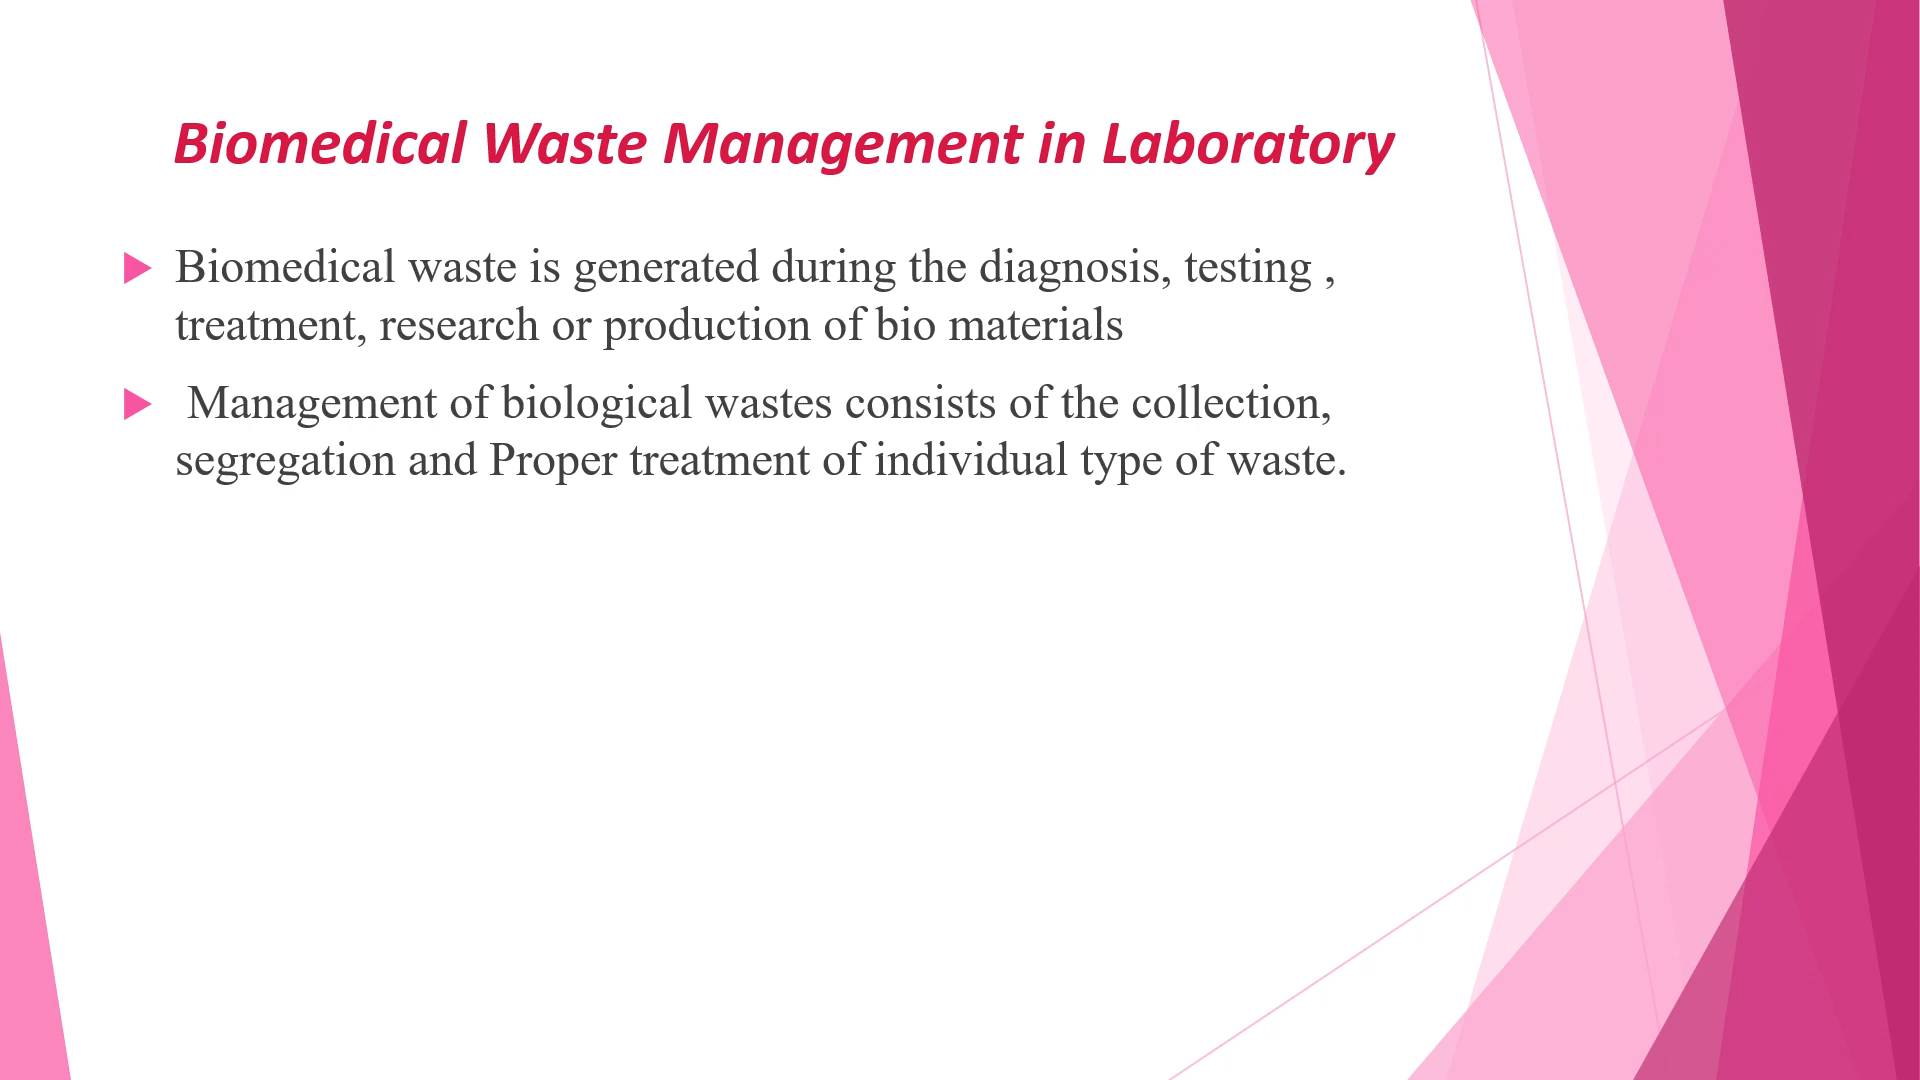 Biomedical Waste Management in Laboratory
Biomedical waste is generated during the diagnosis, testing ,
treatment, research or production of bio materials
Management of biological wastes consists of the collection,
segregation and Proper treatment of individual type of waste.